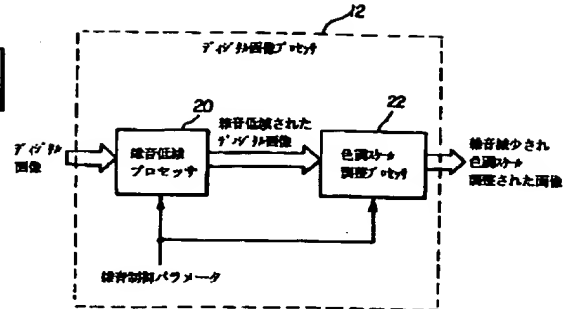 12
ディジタル画像プロセッサ
20
雑音低減された
ディジタル画像
22
ディジタル
画像
雑音低減
プロセッサ
色調スケール
調整プロセッサ
雑音減少され
色調スケール
調整された画像
雑音制御パラメータ